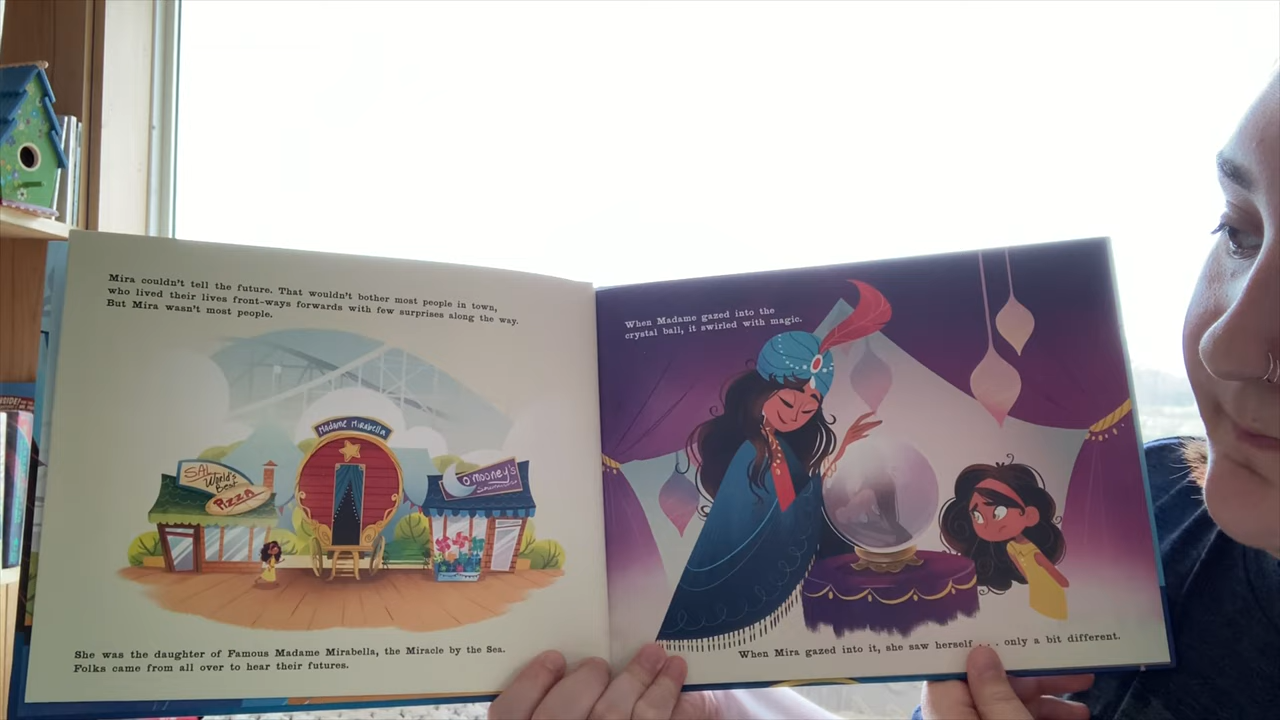 Mira couldn't tell the future. That wouldn't bother most people in town,
who lived their lives front-ways forwards with few surprises along the way.
But Mira wasn't most people.
Madame Mirabella
SAL
World's
Best
PIZZA
O'mooney's
She was the daughter of Famous Madame Mirabella, the Miracle by the Sea.
Folks came from all over to hear their futures.
When Madame gazed into the
crystal ball, it swirled with magic.
When Mira gazed into it, she saw herself . . . only a bit different.